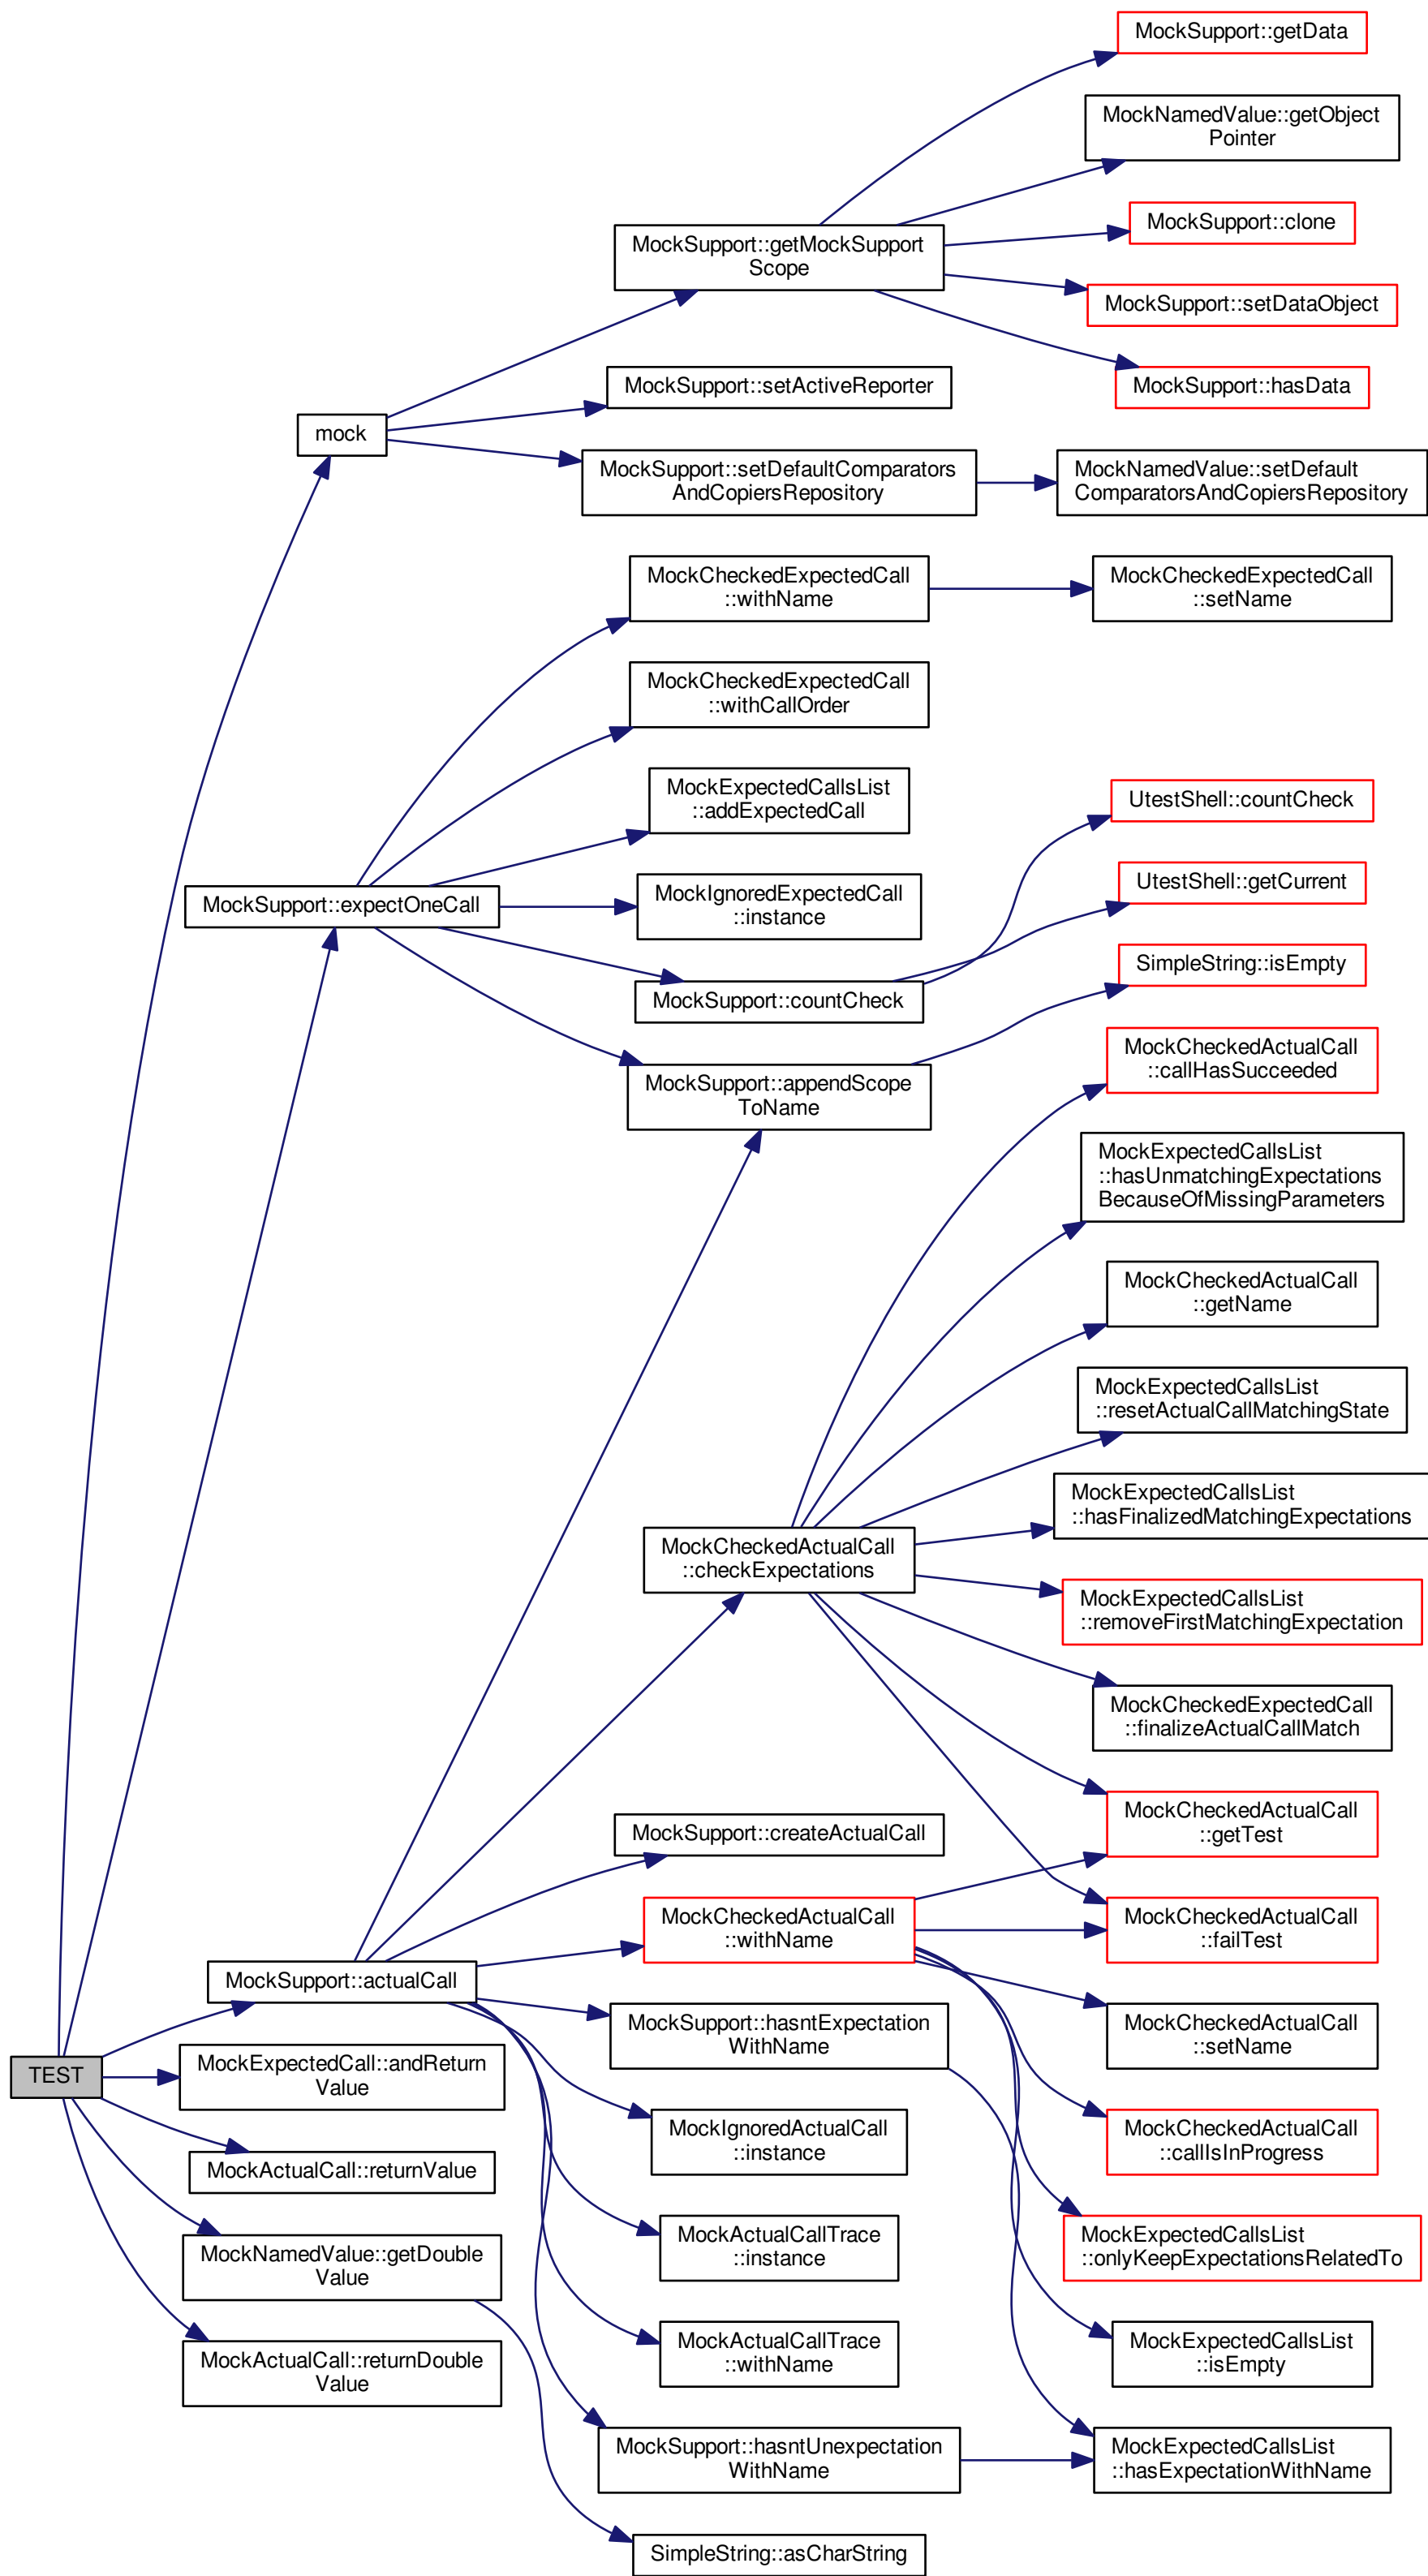 MockSupport::getData
MockNamedValue::getObject
Pointer
MockSupport::clone
MockSupport::getMockSupport
Scope
MockSupport::setDataObject
MockSupport::hasData
MockSupport::setActiveReporter
mock
MockSupport::setDefaultComparators
AndCopiersRepository
MockNamedValue::setDefault
ComparatorsAndCopiersRepository
MockCheckedExpectedCall
::withName
MockCheckedExpectedCall
::setName
MockCheckedExpectedCall
::withCallOrder
MockExpectedCallsList
::addExpectedCall
UtestShell::countCheck
MockSupport::expectOneCall
MockIgnoredExpectedCall
::instance
UtestShell::getCurrent
SimpleString::isEmpty
MockSupport::countCheck
MockSupport::appendScope
ToName
MockCheckedActualCall
::callHasSucceeded
MockExpectedCallsList
::hasUnmatchingExpectations
BecauseOfMissingParameters
MockCheckedActualCall
::getName
MockExpectedCallsList
::resetActualCallMatchingState
MockExpectedCallsList
::hasFinalizedMatchingExpectations
MockCheckedActualCall
::checkExpectations
MockExpectedCallsList
::removeFirstMatchingExpectation
MockCheckedExpectedCall
::finalizeActualCallMatch
MockCheckedActualCall
::getTest
MockSupport::createActualCall
MockCheckedActualCall
::withName
MockCheckedActualCall
::failTest
MockSupport::actualCall
MockSupport::hasntExpectation
WithName
MockCheckedActualCall
::setName
TEST
MockExpectedCall::andReturn
Value
MockIgnoredActualCall
::instance
MockCheckedActualCall
::callIsInProgress
MockActualCall::returnValue
MockNamedValue::getDouble
Value
MockActualCallTrace
::instance
MockExpectedCallsList
::onlyKeepExpectationsRelatedTo
MockActualCall::returnDouble
Value
MockActualCallTrace
::withName
MockExpectedCallsList
::isEmpty
MockSupport::hasntUnexpectation
WithName
MockExpectedCallsList
::hasExpectationWithName
SimpleString::asCharString